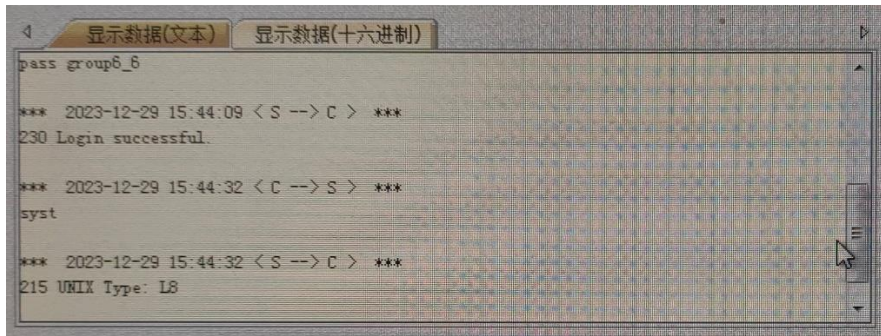 显示数据(文本) 显示数据(十六进制)
pass group6_6
*** 2023-12-29 15:44:09 < S --> C > ***
230 Login successful.
*** 2023-12-29 15:44:32 < C --> S > ***
syst
*** 2023-12-29 15:44:32 < S --> C > ***
215 UNIX Type: L8